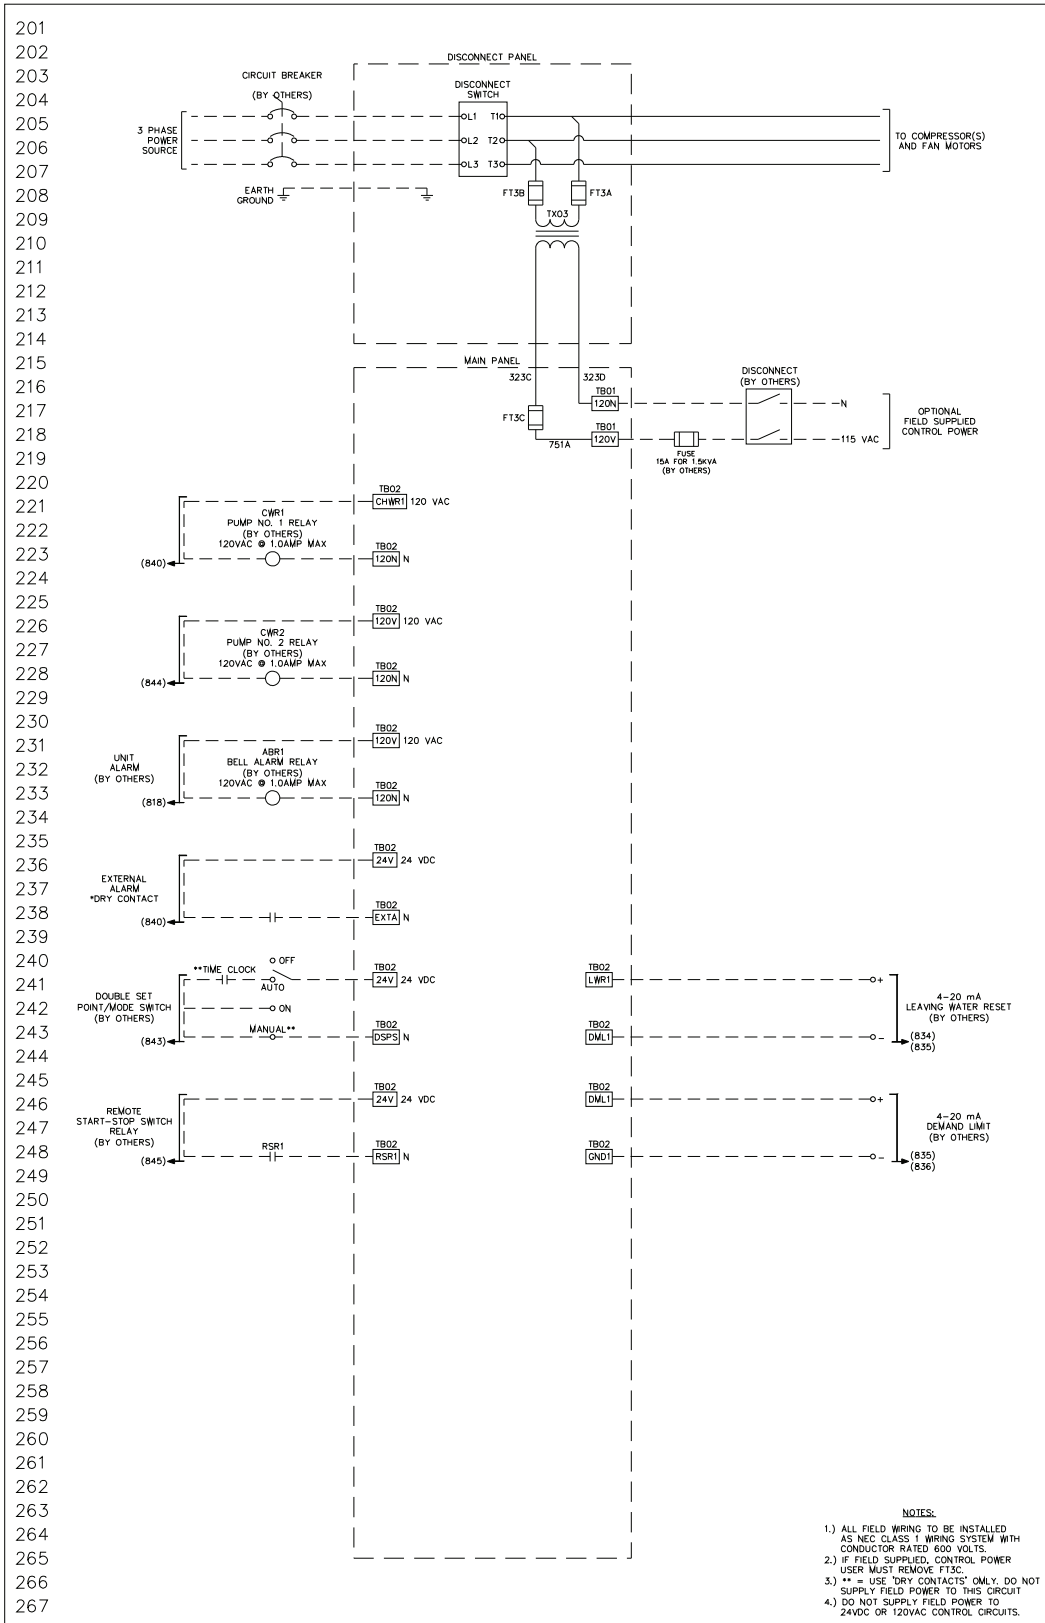 201
202
203
204
205
206
207
208
209
210
211
212
213
214
215
216
217
218
219
220
221
222
223
224
225
226
227
228
229
230
231
232
233
234
235
236
237
238
239
240
241
242
243
244
245
246
247
248
249
250
251
252
253
254
255
256
257
258
259
260
261
262
263
264
265
266
267
DISCONNECT PANEL
CIRCUIT BREAKER
(BY OTHERS)
DISCONNECT
SWITCH
3 PHASE
POWER
SOURCE
L1 T1
L2 T2
L3 T3
TO COMPRESSOR(S)
AND FAN MOTORS
EARTH
GROUND
FT3B
FT3A
TX03
MAIN PANEL
323C
323D
FT3C
751A
TB01
120N
TB01
120V
FUSE
15A FOR 1.5KVA
(BY OTHERS)
DISCONNECT
(BY OTHERS)
N
115 VAC
OPTIONAL
FIELD SUPPLIED
CONTROL POWER
TB02
CHWR1 120 VAC
CWR1
PUMP NO. 1 RELAY
(BY OTHERS)
120VAC @ 1.0AMP MAX
TB02
120N N
(840)
TB02
120V 120 VAC
CWR2
PUMP NO. 2 RELAY
(BY OTHERS)
120VAC @ 1.0AMP MAX
TB02
120N N
(844)
TB02
120V 120 VAC
UNIT
ALARM
(BY OTHERS)
ABR1
BELL ALARM RELAY
(BY OTHERS)
120VAC @ 1.0AMP MAX
TB02
120N N
(818)
TB02
24V 24 VDC
EXTERNAL
ALARM
*DRY CONTACT
TB02
EXTA N
(840)
OFF
**TIME CLOCK
AUTO
TB02
24V 24 VDC
DOUBLE SET
POINT/MODE SWITCH
(BY OTHERS)
ON
MANUAL**
TB02
DSPS N
(843)
TB02
LWR1
+
4-20 mA
LEAVING WATER RESET
(BY OTHERS)
TB02
DML1
-
(834)
(835)
TB02
24V 24 VDC
REMOTE
START-STOP SWITCH
RELAY
(BY OTHERS)
RSR1
TB02
RSR1 N
(845)
TB02
DML1
+
4-20 mA
DEMAND LIMIT
(BY OTHERS)
TB02
GND1
-
(835)
(836)
NOTES:
1.) ALL FIELD WIRING TO BE INSTALLED
AS NEC CLASS 1 WIRING SYSTEM WITH
CONDUCTOR RATED 600 VOLTS.
2.) IF FIELD SUPPLIED, CONTROL POWER
USER MUST REMOVE FT3C.
3.) ** = USE "DRY CONTACTS" OMLY. DO NOT
SUPPLY FIELD POWER TO THIS CIRCUIT
4.) DO NOT SUPPLY FIELD POWER TO
24VDC OR 120VAC CONTROL CIRCUITS.